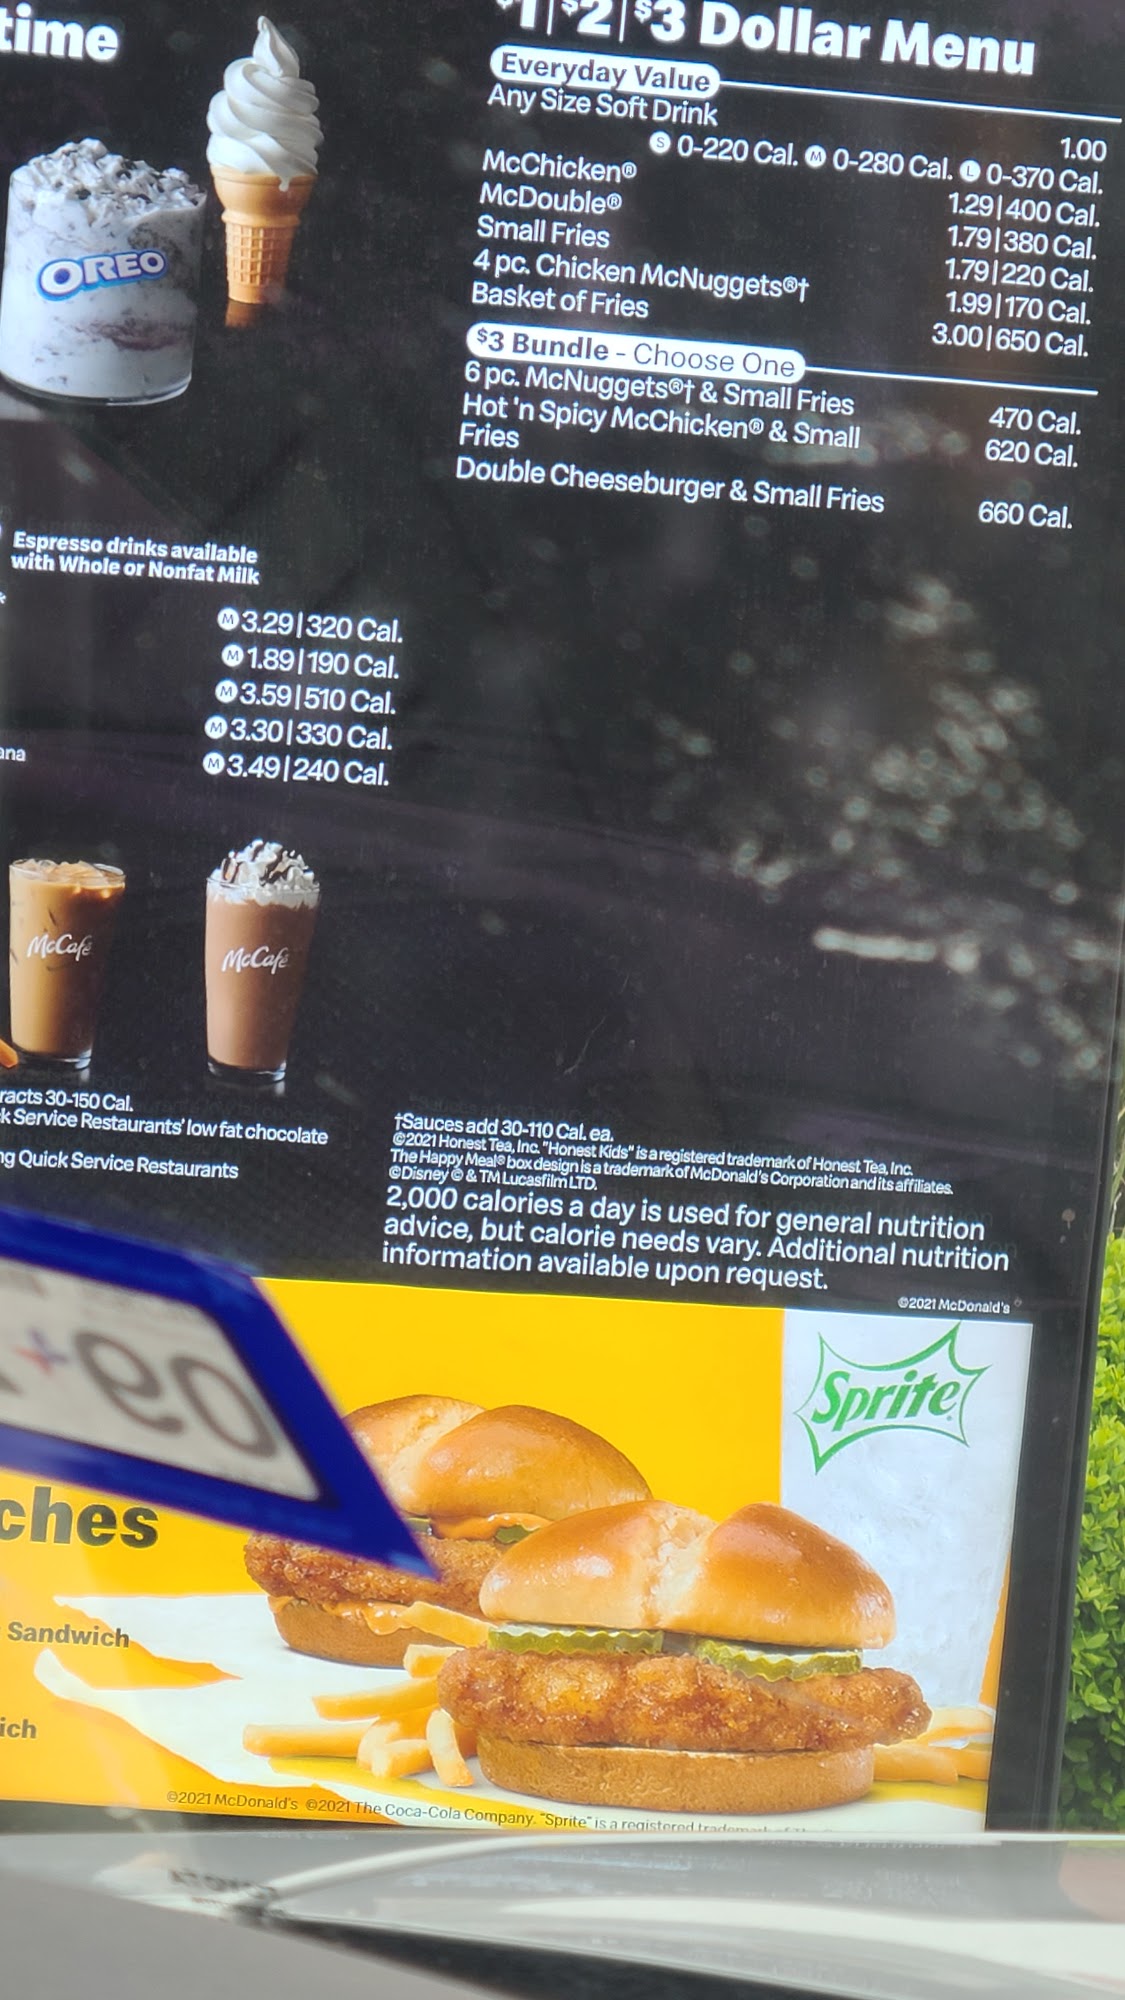 time
$1|$2|$3 Dollar Menu
Everyday Value
Any Size Soft Drink 1.00
S 0-220 Cal. M 0-280 Cal. L 0-370 Cal.
McChicken® 1.29|400 Cal.
McDouble® 1.79|380 Cal.
Small Fries 1.79|220 Cal.
4 pc. Chicken McNuggets®† 1.99|170 Cal.
Basket of Fries 3.00|650 Cal.
$3 Bundle - Choose One
6 pc. McNuggets®† & Small Fries 470 Cal.
Hot 'n Spicy McChicken® & Small 620 Cal.
Fries
Double Cheeseburger & Small Fries 660 Cal.
OREO
Espresso drinks available
with Whole or Nonfat Milk
M 3.29|320 Cal.
M 1.89|190 Cal.
M 3.59|510 Cal.
M 3.30|330 Cal.
ana
M 3.49|240 Cal.
McCafé
McCafé
racts 30-150 Cal.
k Service Restaurants' low fat chocolate
ng Quick Service Restaurants
†Sauces add 30-110 Cal. ea.
©2021 Honest Tea, Inc. "Honest Kids" is a registered trademark of Honest Tea, Inc.
The Happy Meal® box design is a trademark of McDonald's Corporation and its affiliates.
©Disney © & TM Lucasfilm LTD.
2,000 calories a day is used for general nutrition
advice, but calorie needs vary. Additional nutrition
information available upon request.
©2021 McDonald's
Sprite
ches
Sandwich
ich
©2021 McDonald's ©2021 The Coca-Cola Company. "Sprite" is a registered trademark of